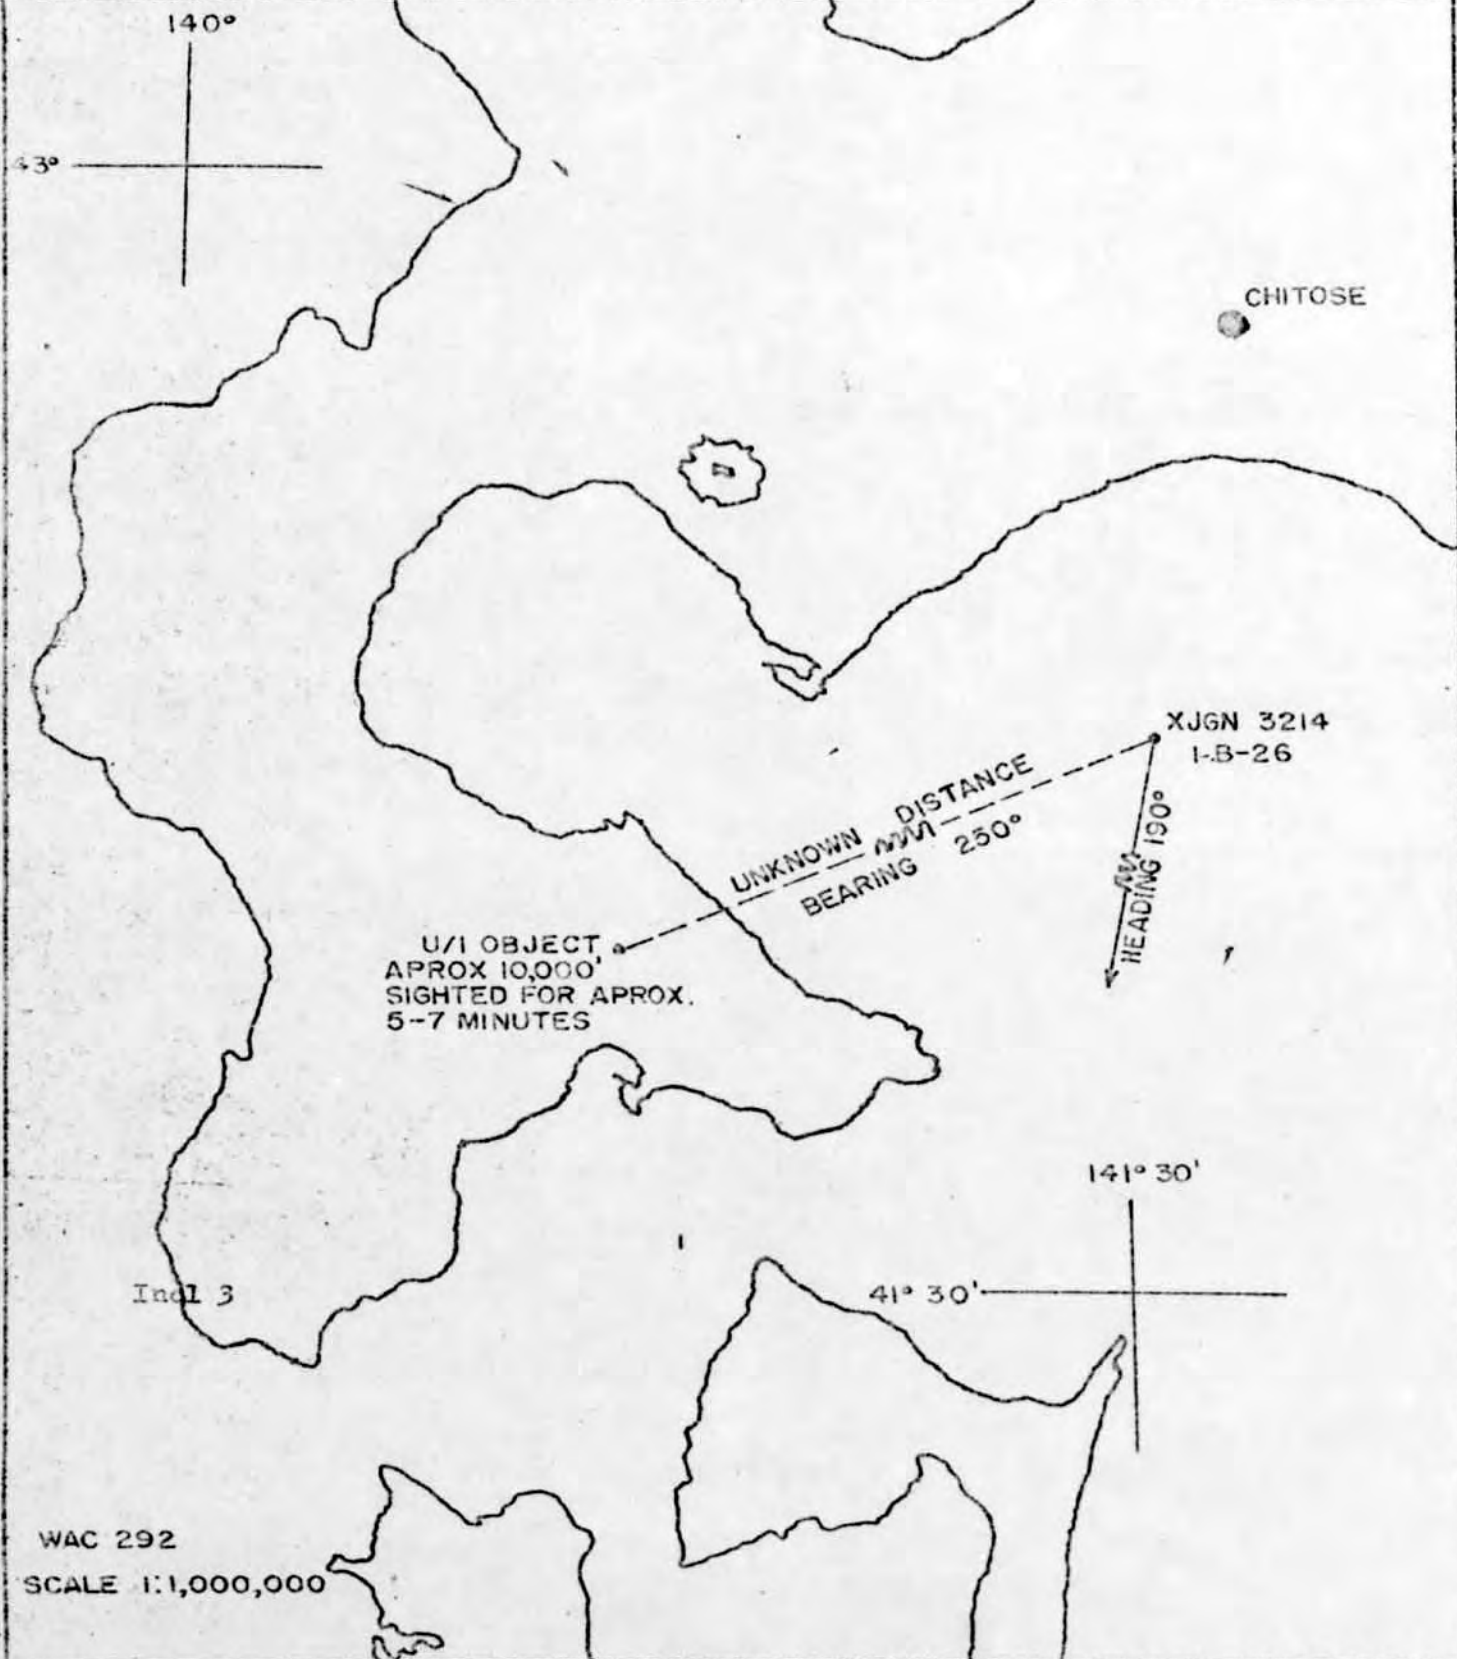 140°
43°
CHITOSE
XJGN 3214
1-B-26
UNKNOWN DISTANCE
BEARING 250°
HEADING 190°
U/I OBJECT
APROX 10,000'
SIGHTED FOR APROX.
5-7 MINUTES
141° 30'
41° 30'
Incl 3
WAC 292
SCALE 1:1,000,000